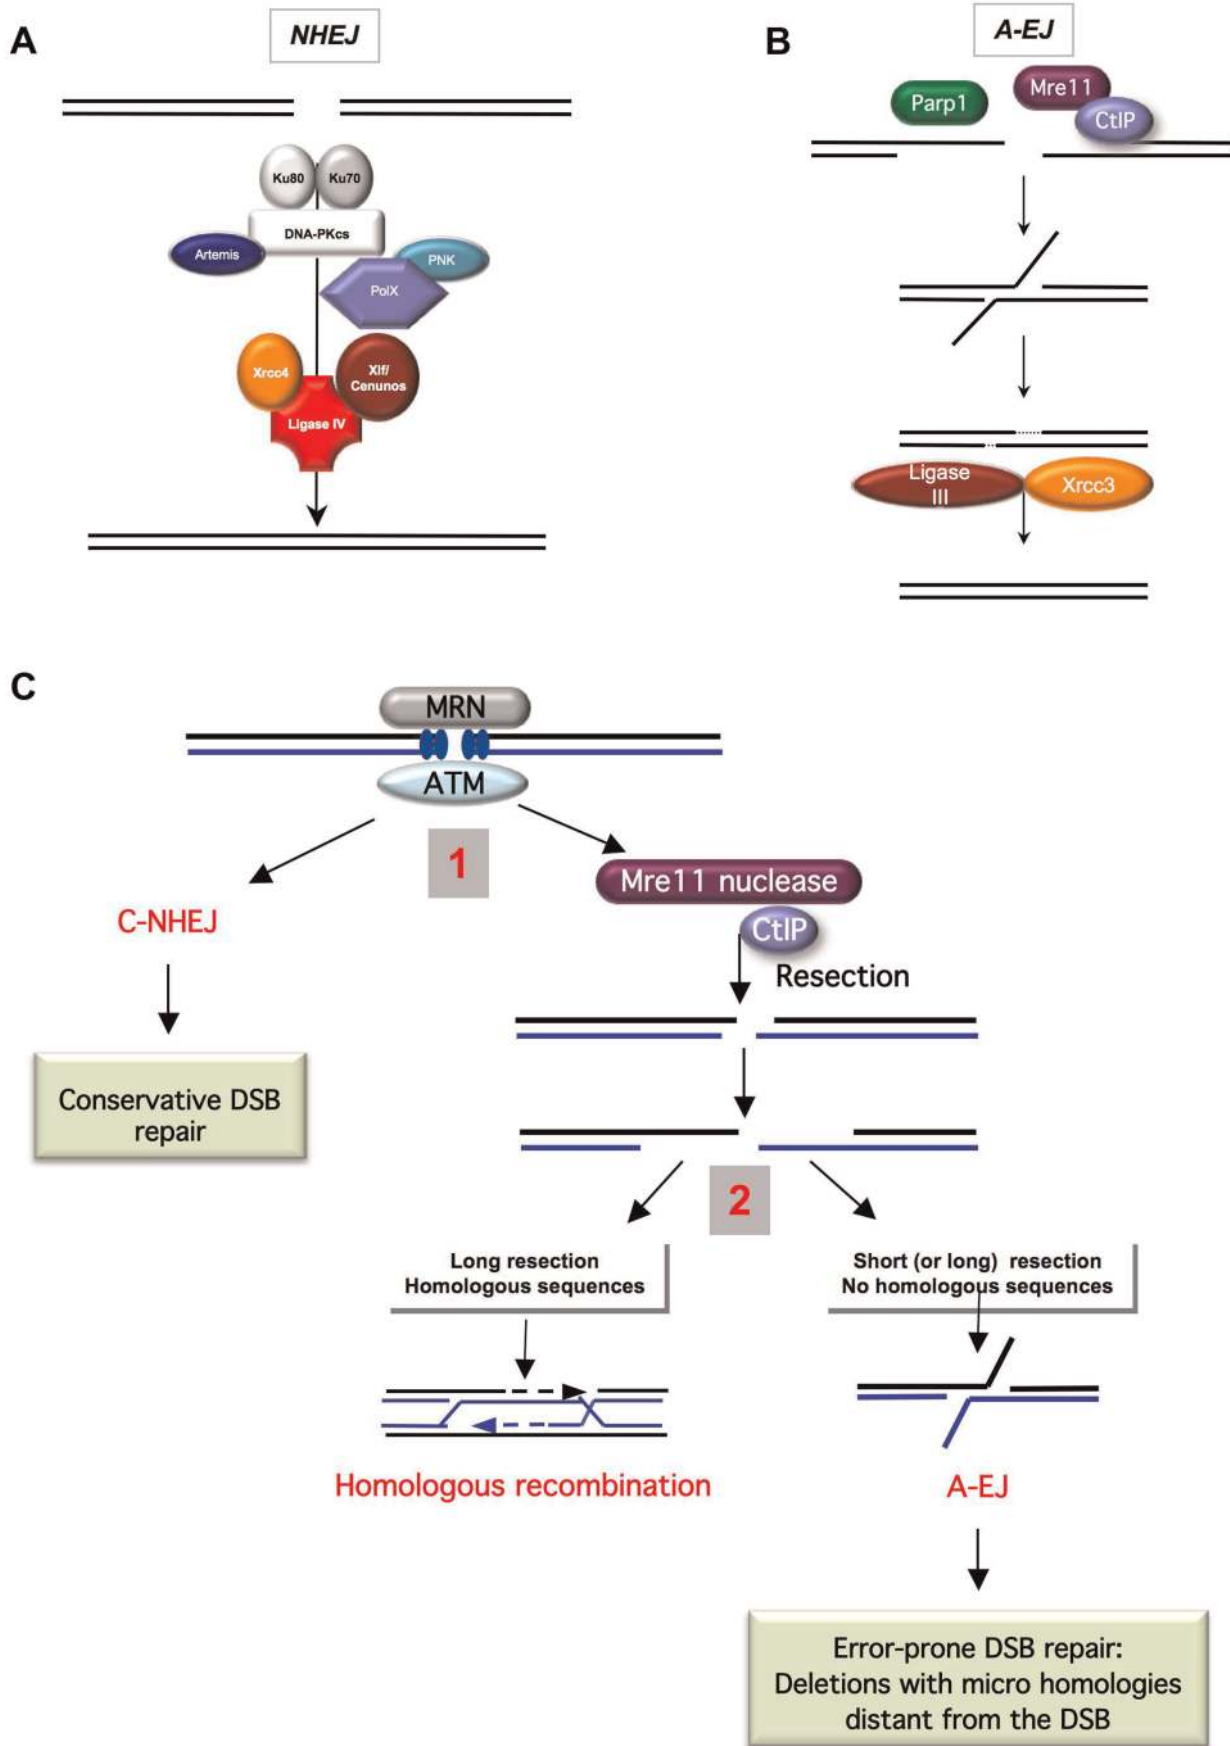 A
NHEJ
Ku80
Ku70
DNA-PKcs
Artemis
PNK
PolX
Xrcc4
Xlf/
Cenunos
Ligase IV
B
A-EJ
Parp1
Mre11
CtIP
Ligase
III
Xrcc3
C
MRN
ATM
1
C-NHEJ
Conservative DSB
repair
Mre11 nuclease
CtIP
Resection
2
Long resection
Homologous sequences
Short (or long) resection
No homologous sequences
Homologous recombination
A-EJ
Error-prone DSB repair:
Deletions with micro homologies
distant from the DSB